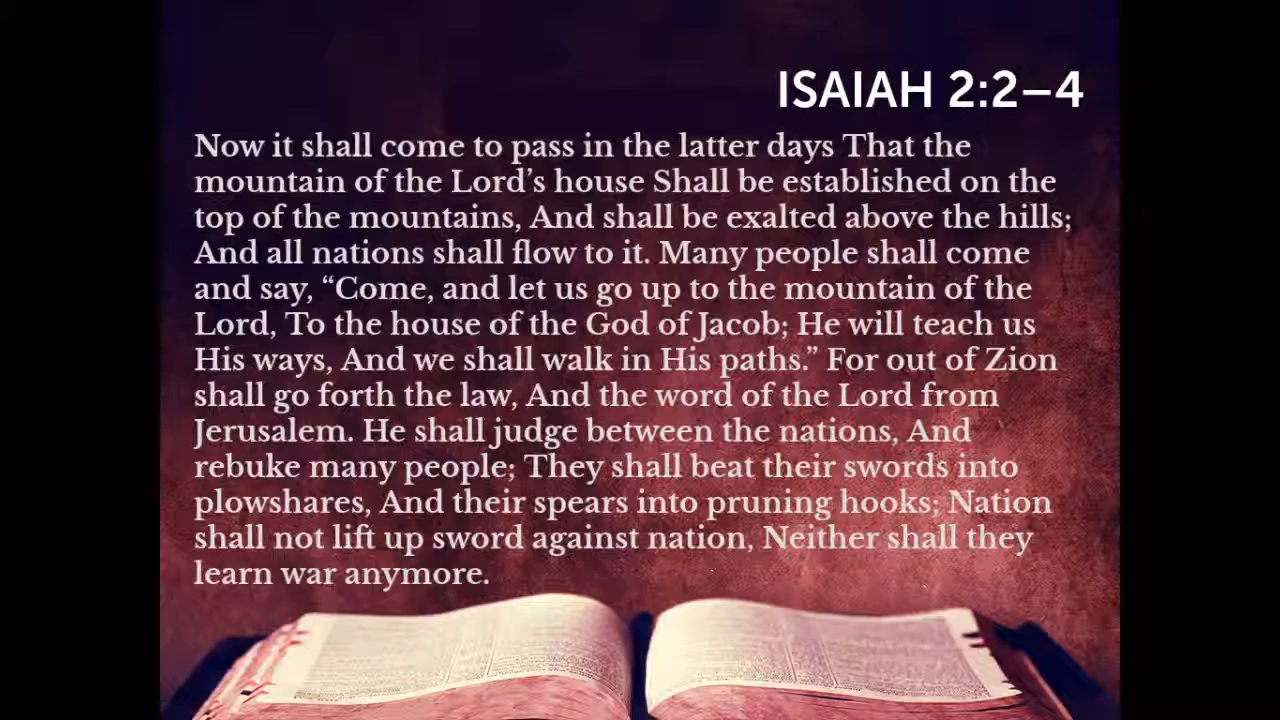 ISAIAH 2:2–4
Now it shall come to pass in the latter days That the
mountain of the Lord’s house Shall be established on the
top of the mountains, And shall be exalted above the hills;
And all nations shall flow to it. Many people shall come
and say, “Come, and let us go up to the mountain of the
Lord, To the house of the God of Jacob; He will teach us
His ways, And we shall walk in His paths.” For out of Zion
shall go forth the law, And the word of the Lord from
Jerusalem. He shall judge between the nations, And
rebuke many people; They shall beat their swords into
plowshares, And their spears into pruning hooks; Nation
shall not lift up sword against nation, Neither shall they
learn war anymore.